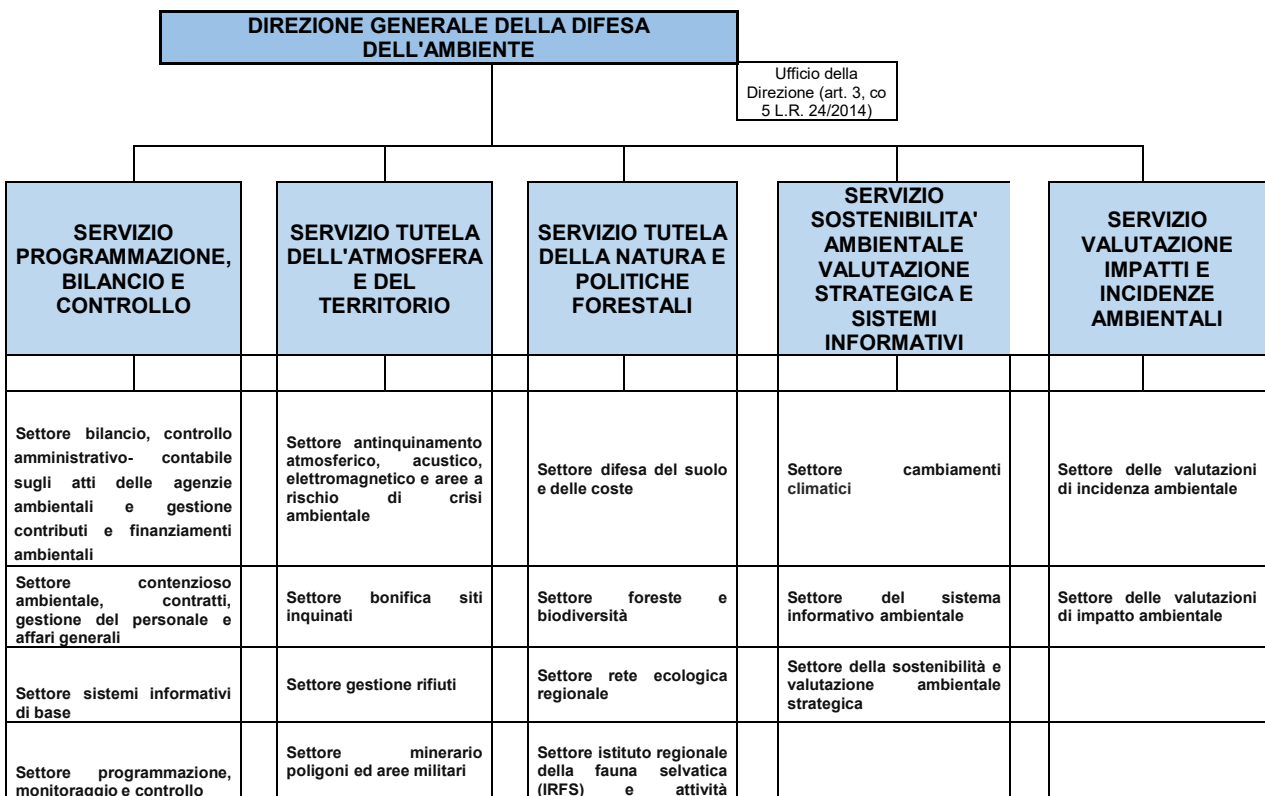 DIREZIONE GENERALE DELLA DIFESA
DELL'AMBIENTE
Ufficio della
Direzione (art. 3, co
5 L.R. 24/2014)
SERVIZIO
PROGRAMMAZIONE,
BILANCIO E
CONTROLLO
SERVIZIO TUTELA
DELL'ATMOSFERA
E DEL
TERRITORIO
SERVIZIO TUTELA
DELLA NATURA E
POLITICHE
FORESTALI
SERVIZIO
SOSTENIBILITA'
AMBIENTALE
VALUTAZIONE
STRATEGICA E
SISTEMI
INFORMATIVI
SERVIZIO
VALUTAZIONE
IMPATTI E
INCIDENZE
AMBIENTALI
Settore bilancio, controllo
amministrativo- contabile
sugli atti delle agenzie
ambientali e gestione
contributi e finanziamenti
ambientali
Settore antinquinamento
atmosferico, acustico,
elettromagnetico e aree a
rischio di crisi
ambientale
Settore difesa del suolo
e delle coste
Settore cambiamenti
climatici
Settore delle valutazioni
di incidenza ambientale
Settore contenzioso
ambientale, contratti,
gestione del personale e
affari generali
Settore bonifica siti
inquinati
Settore foreste e
biodiversità
Settore del sistema
informativo ambientale
Settore delle valutazioni
di impatto ambientale
Settore sistemi informativi
di base
Settore gestione rifiuti
Settore rete ecologica
regionale
Settore della sostenibilità e
valutazione ambientale
strategica
Settore programmazione,
monitoraggio e controllo
Settore minerario
poligoni ed aree militari
Settore istituto regionale
della fauna selvatica
(IRFS) e attività